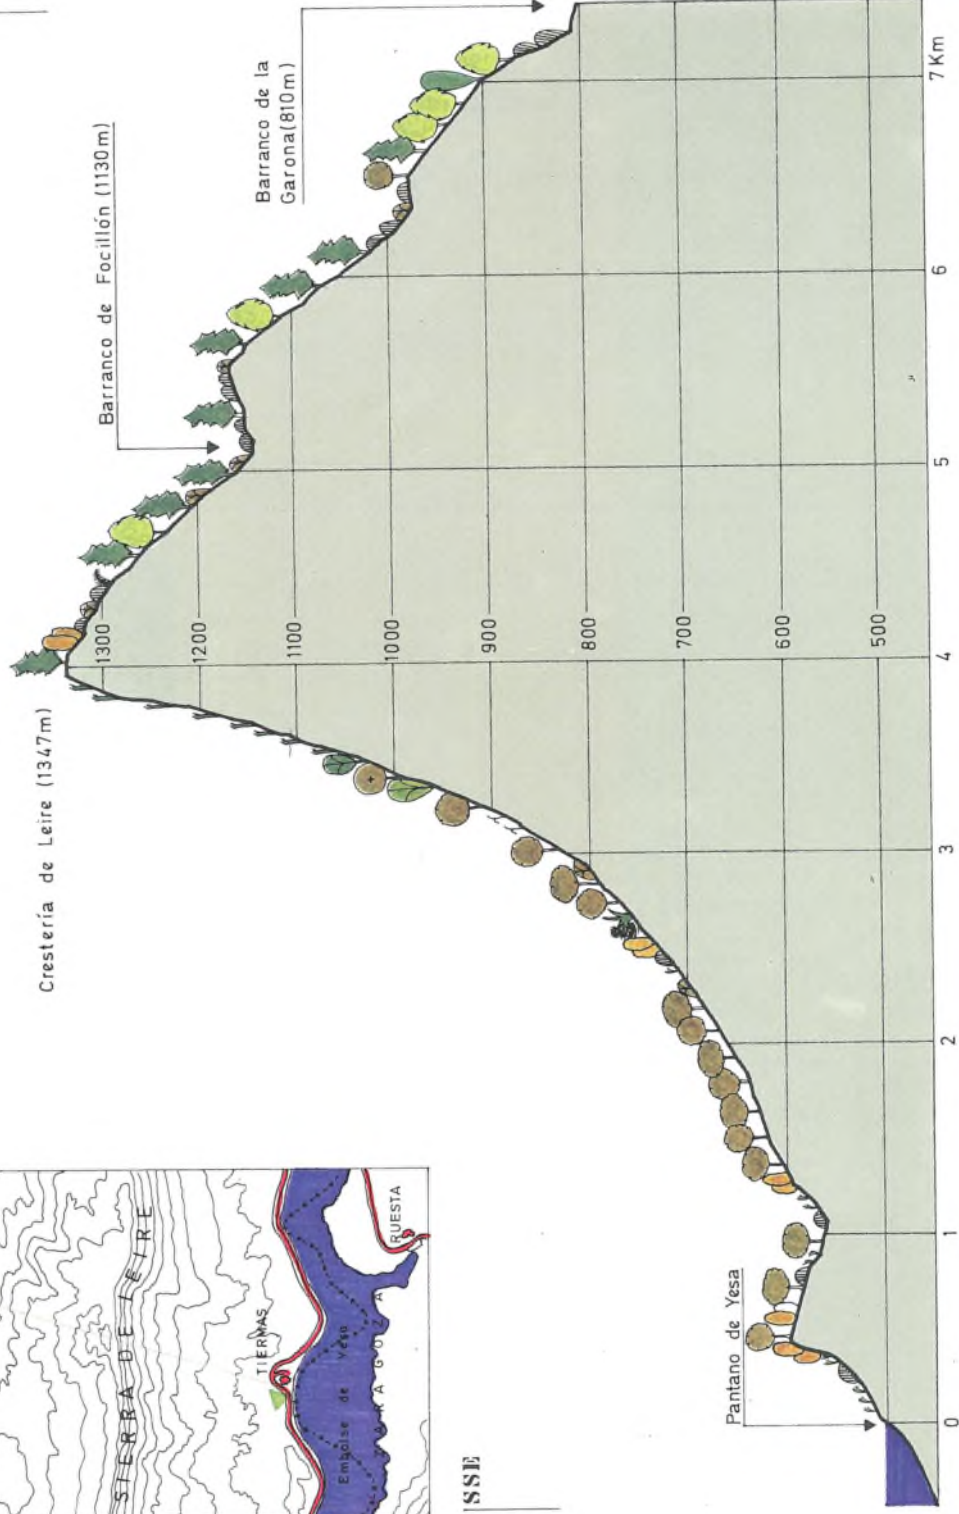 Crestería de Leire (1347m)
Barranco de Focillón (1130m)
Barranco de la
Garona(810m)
Pantano de Yesa
1300
1200
1100
1000
900
800
700
600
500
0
1
2
3
4
5
6
7 Km
SSE
SIERRA DE LEIRE
TIERMAS
RUESTA
Embalse de Yesa
ZARAGOZA